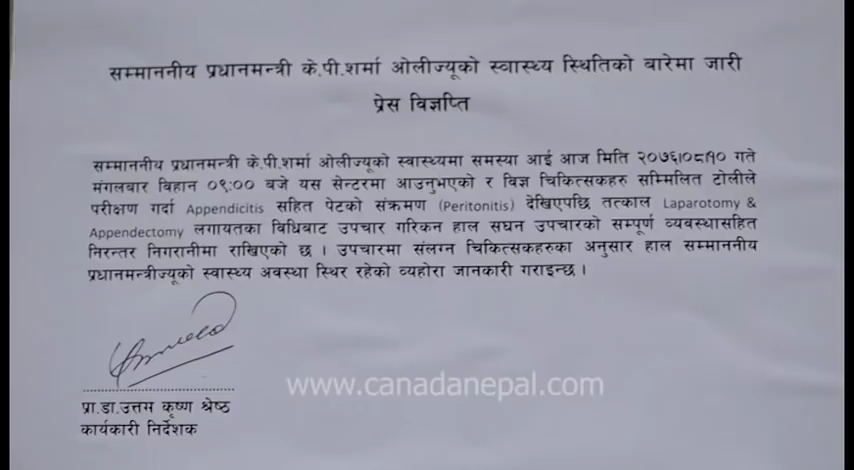 सम्माननीय प्रधानमन्त्री के.पी.शर्मा ओलीज्यूको स्वास्थ्य स्थितिको बारेमा जारी
प्रेस विज्ञप्ति
सम्माननीय प्रधानमन्त्री के.पी.शर्मा ओलीज्यूको स्वास्थ्यमा समस्या आई आज मिति २०७६।०८।१० गते
मंगलबार बिहान ०९:०० बजे यस सेन्टरमा आउनुभएको र विज्ञ चिकित्सकहरु सम्मिलित टोलीले
परीक्षण गर्दा Appendicitis सहित पेटको संक्रमण (Peritonitis) देखिएपछि तत्काल Laparotomy &
Appendectomy लगायतका विधिबाट उपचार गरिकन हाल सघन उपचारको सम्पूर्ण व्यवस्थासहित
निरन्तर निगरानीमा राखिएको छ । उपचारमा संलग्न चिकित्सकहरुका अनुसार हाल सम्माननीय
प्रधानमन्त्रीज्यूको स्वास्थ्य अवस्था स्थिर रहेको व्यहोरा जानकारी गराइन्छ ।
www.canadanepal.com
प्रा.डा.उत्तम कृष्ण श्रेष्ठ
कार्यकारी निर्देशक